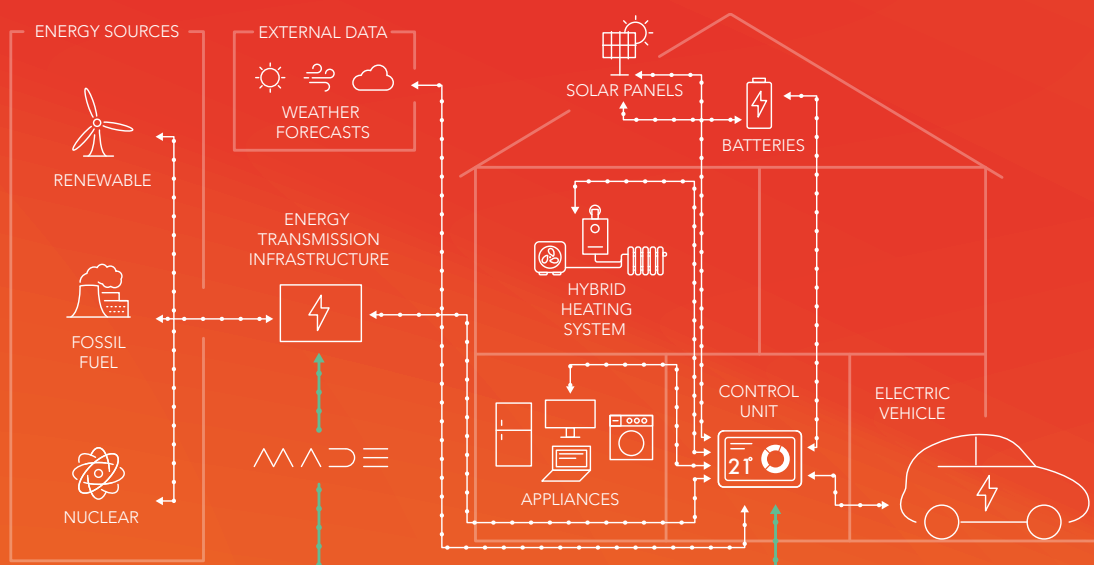 ENERGY SOURCES
RENEWABLE
FOSSIL
FUEL
NUCLEAR
EXTERNAL DATA
WEATHER
FORECASTS
ENERGY
TRANSMISSION
INFRASTRUCTURE
MADE
SOLAR PANELS
BATTERIES
HYBRID
HEATING
SYSTEM
APPLIANCES
CONTROL
UNIT
21°
ELECTRIC
VEHICLE